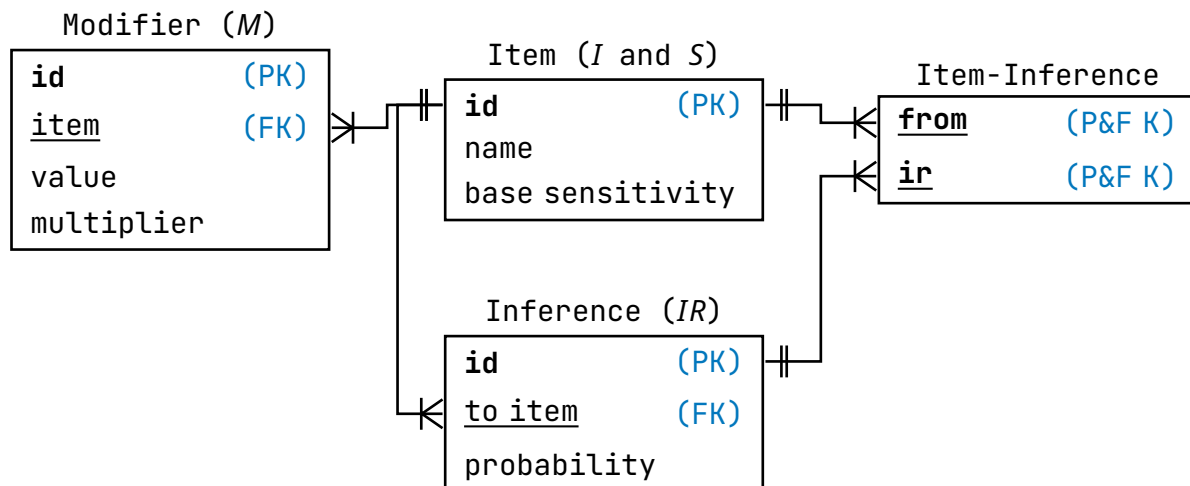 Modifier (M)
id (PK)
item (FK)
value
multiplier
Item (I and S)
id (PK)
name
base sensitivity
Item-Inference
from (P&F K)
ir (P&F K)
Inference (IR)
id (PK)
to item (FK)
probability